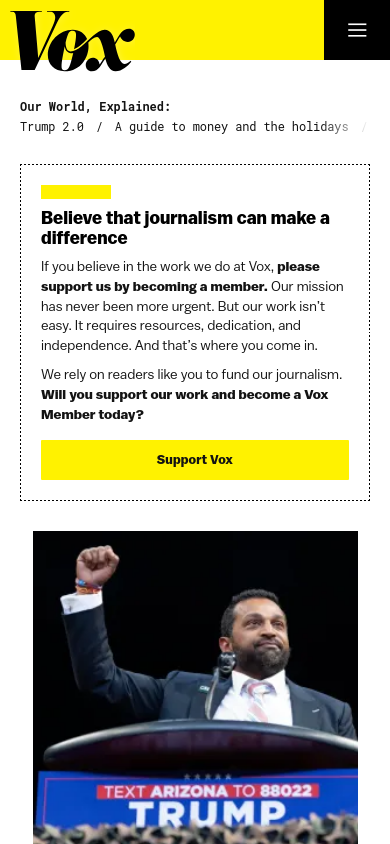 Vox
Our World, Explained:
Trump 2.0 / A guide to money and the holidays /
Believe that journalism can make a
difference
If you believe in the work we do at Vox, please
support us by becoming a member. Our mission
has never been more urgent. But our work isn't
easy. It requires resources, dedication, and
independence. And that's where you come in.
We rely on readers like you to fund our journalism.
Will you support our work and become a Vox
Member today?
Support Vox
TEXT ARIZONA TO 88022
TRUMP